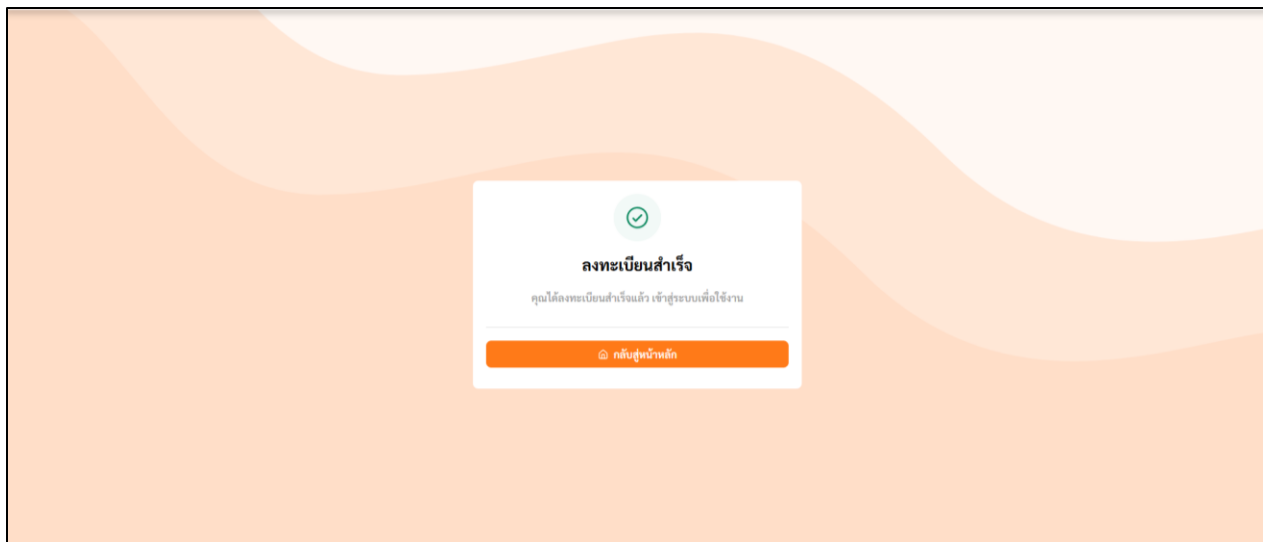 ลงทะเบียนสำเร็จ
คุณได้ลงทะเบียนสำเร็จแล้ว เข้าสู่ระบบเพื่อใช้งาน
กลับสู่หน้าหลัก